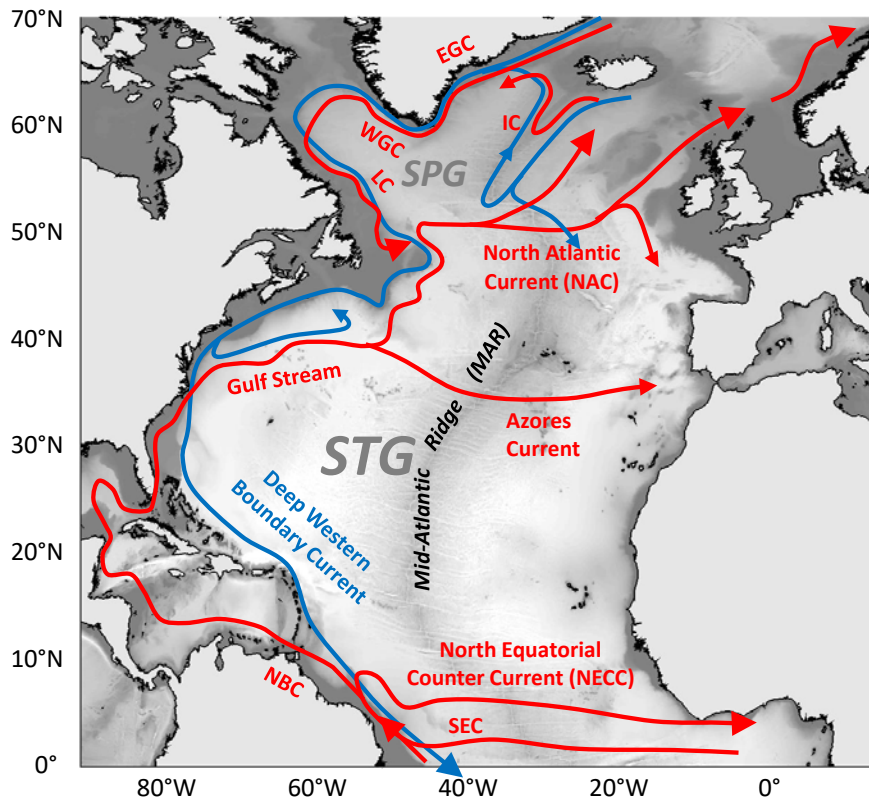 70°N
60°N
50°N
40°N
30°N
20°N
10°N
0°
EGC
IC
WGC
LC
SPG
North Atlantic
Current (NAC)
Gulf Stream
Mid-Atlantic Ridge (MAR)
Azores
Current
STG
Deep Western
Boundary Current
North Equatorial
Counter Current (NECC)
NBC
SEC
80°W
60°W
40°W
20°W
0°